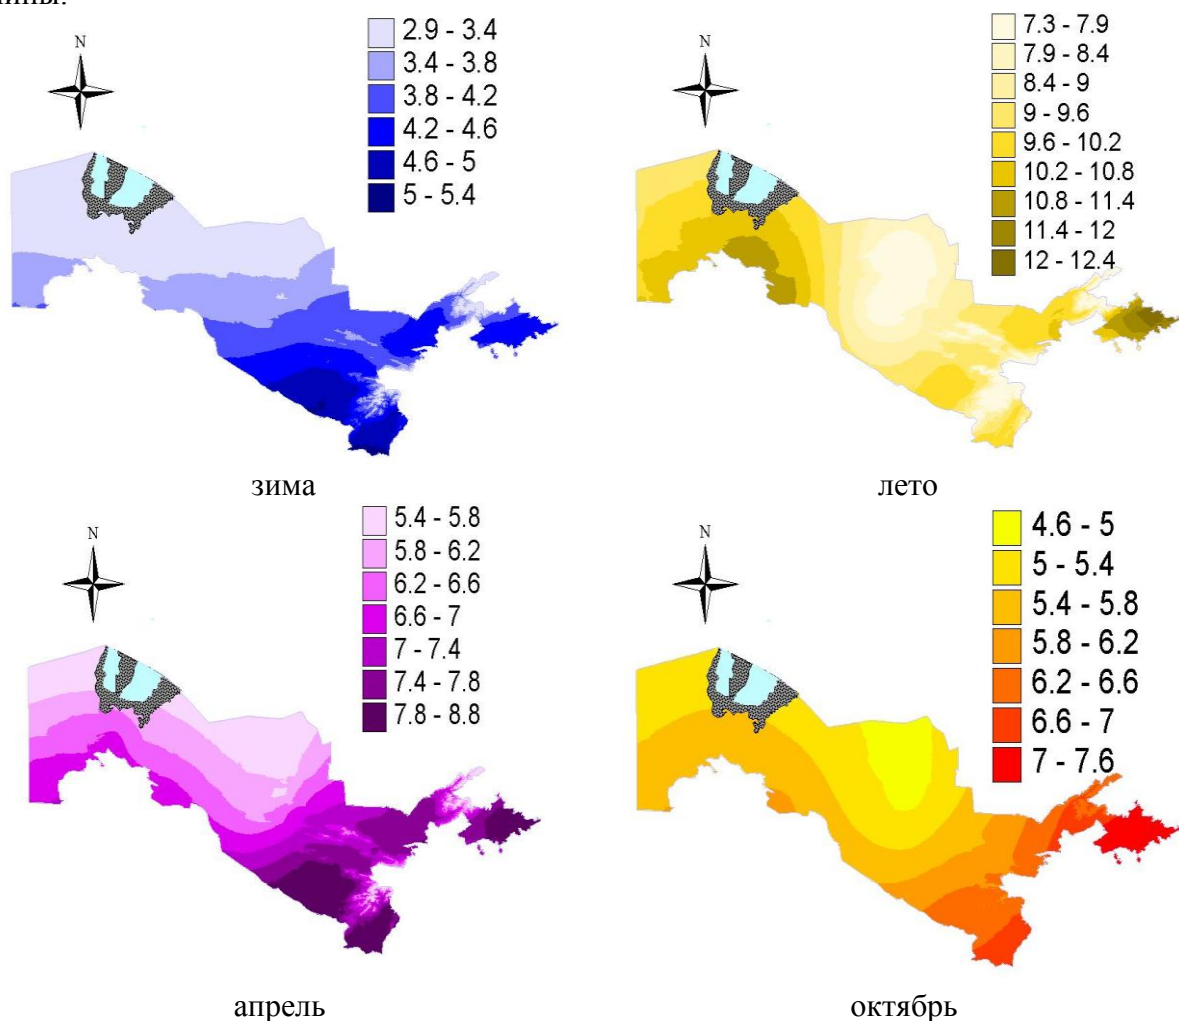 N
2.9 - 3.4
3.4 - 3.8
3.8 - 4.2
4.2 - 4.6
4.6 - 5
5 - 5.4
зима
N
7.3 - 7.9
7.9 - 8.4
8.4 - 9
9 - 9.6
9.6 - 10.2
10.2 - 10.8
10.8 - 11.4
11.4 - 12
12 - 12.4
лето
N
5.4 - 5.8
5.8 - 6.2
6.2 - 6.6
6.6 - 7
7 - 7.4
7.4 - 7.8
7.8 - 8.8
апрель
N
4.6 - 5
5 - 5.4
5.4 - 5.8
5.8 - 6.2
6.2 - 6.6
6.6 - 7
7 - 7.6
октябрь